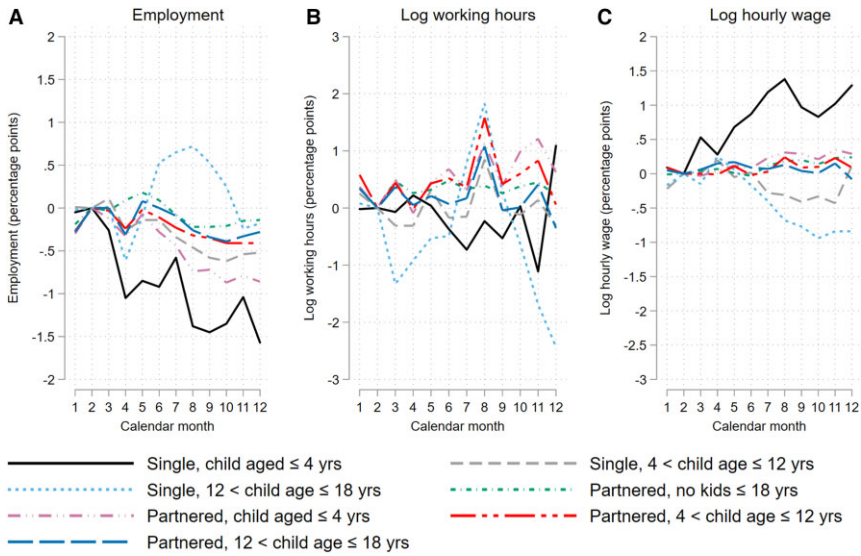 A
Employment
B
Log working hours
C
Log hourly wage
Employment (percentage points)
2
1.5
1
.5
0
-0.5
-1
-1.5
-2
1 2 3 4 5 6 7 8 9 10 11 12
Calendar month
Log working hours (percentage points)
3
2
1
0
-1
-2
-3
1 2 3 4 5 6 7 8 9 10 11 12
Calendar month
Log hourly wage (percentage points)
2
1.5
1
.5
0
-0.5
-1
-1.5
-2
-2.5
-3
1 2 3 4 5 6 7 8 9 10 11 12
Calendar month
Single, child aged ≤ 4 yrs
Single, 4 < child age ≤ 12 yrs
Single, 12 < child age ≤ 18 yrs
Partnered, no kids ≤ 18 yrs
Partnered, child aged ≤ 4 yrs
Partnered, 4 < child age ≤ 12 yrs
Partnered, 12 < child age ≤ 18 yrs